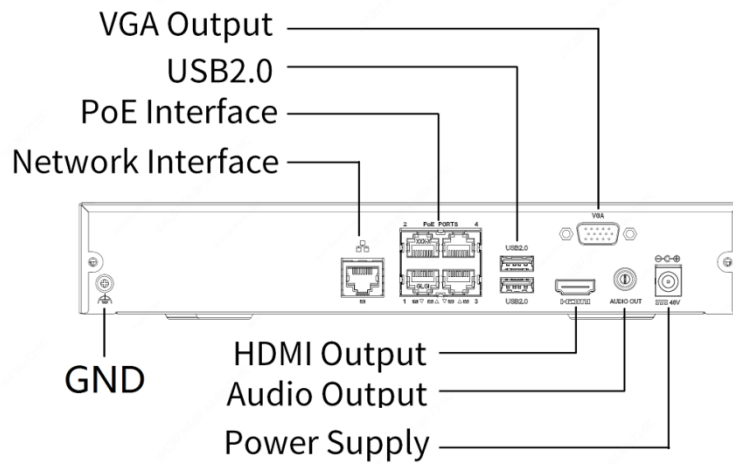 VGA Output
USB2.0
PoE Interface
Network Interface
VGA
2 PoE PORTS 4
USB2.0
1 3
USB2.0
HDMI
AUDIO OUT
48V
GND
HDMI Output
Audio Output
Power Supply